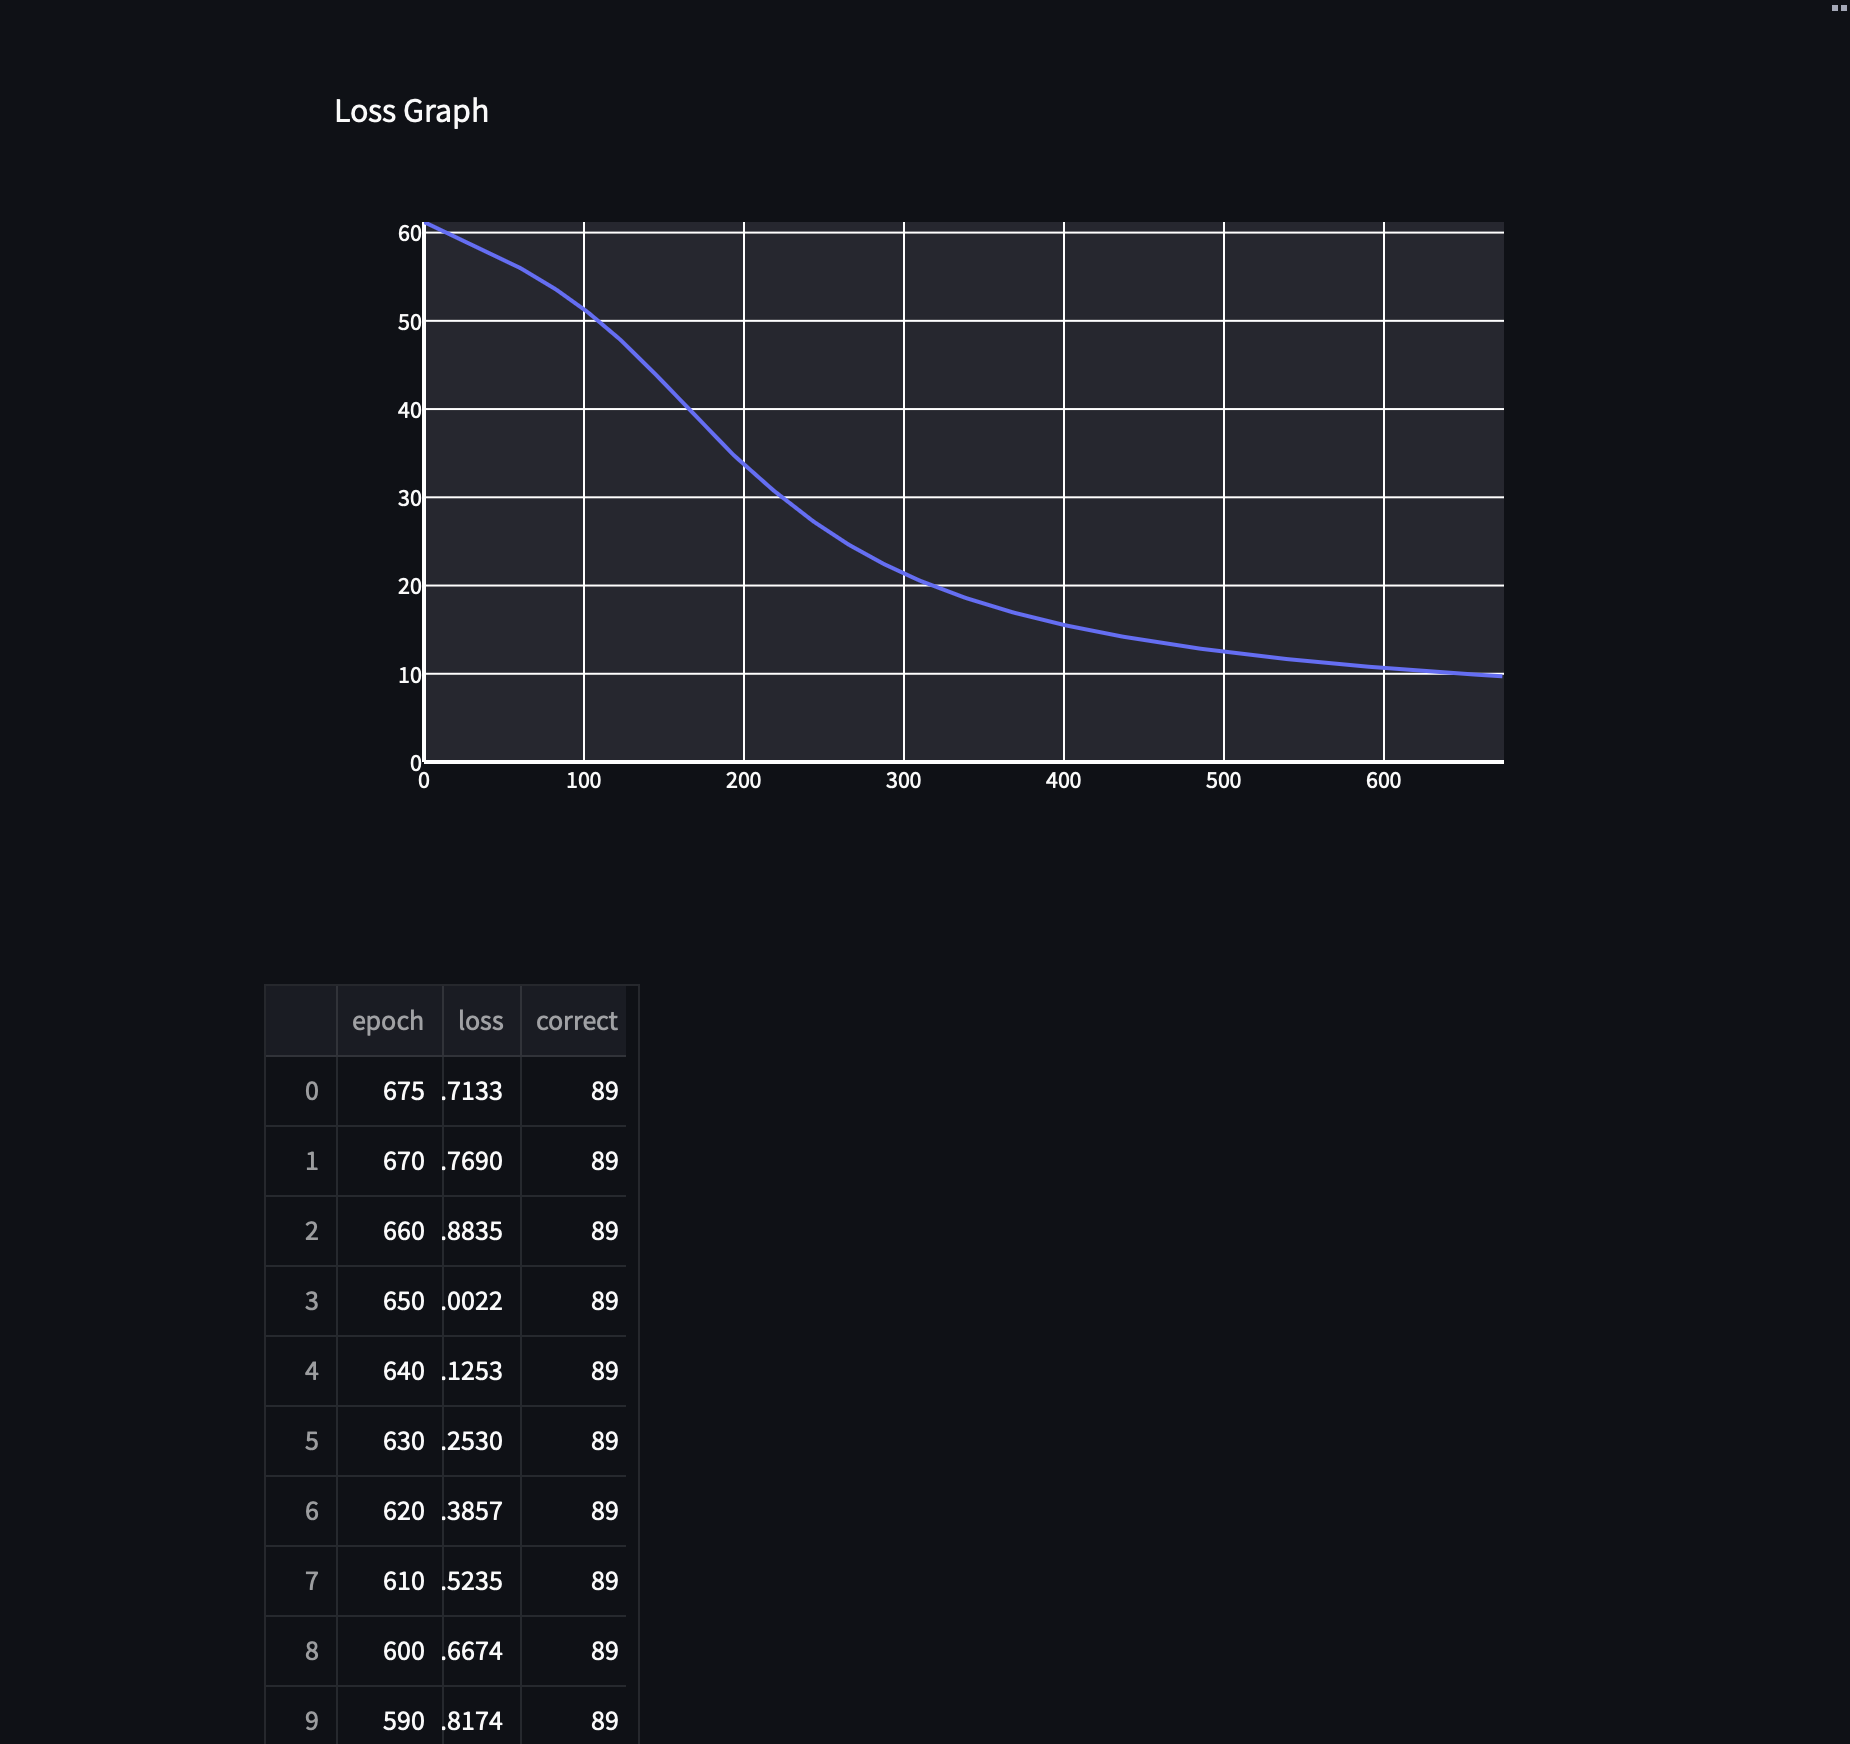 Loss Graph
60
50
40
30
20
10
0
0 100 200 300 400 500 600
epoch loss correct
0 675 .7133 89
1 670 .7690 89
2 660 .8835 89
3 650 .0022 89
4 640 .1253 89
5 630 .2530 89
6 620 .3857 89
7 610 .5235 89
8 600 .6674 89
9 590 .8174 89